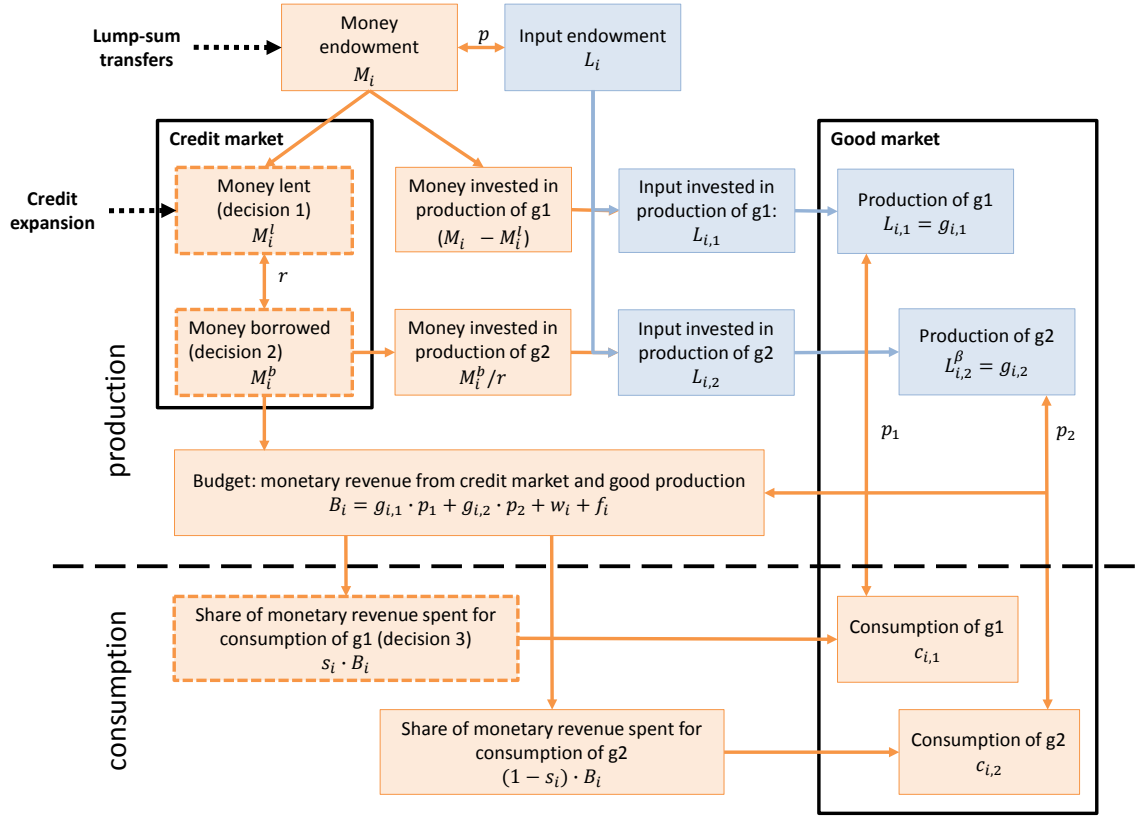 Lump-sum
transfers
Money
endowment
$M_i$
$p$
Input endowment
$L_i$
Credit market
Good market
Credit
expansion
Money lent
(decision 1)
$M_i^l$
Money invested in
production of g1
$(M_i - M_i^l)$
Input invested in
production of g1:
$L_{i,1}$
Production of g1
$L_{i,1} = g_{i,1}$
$r$
Money borrowed
(decision 2)
$M_i^b$
Money invested in
production of g2
$M_i^b/r$
Input invested in
production of g2
$L_{i,2}$
Production of g2
$L_{i,2}^{\beta} = g_{i,2}$
production
$p_1$
$p_2$
Budget: monetary revenue from credit market and good production
$B_i = g_{i,1} \cdot p_1 + g_{i,2} \cdot p_2 + w_i + f_i$
consumption
Share of monetary revenue spent for
consumption of g1 (decision 3)
$s_i \cdot B_i$
Consumption of g1
$c_{i,1}$
Share of monetary revenue spent for
consumption of g2
$(1 - s_i) \cdot B_i$
Consumption of g2
$c_{i,2}$